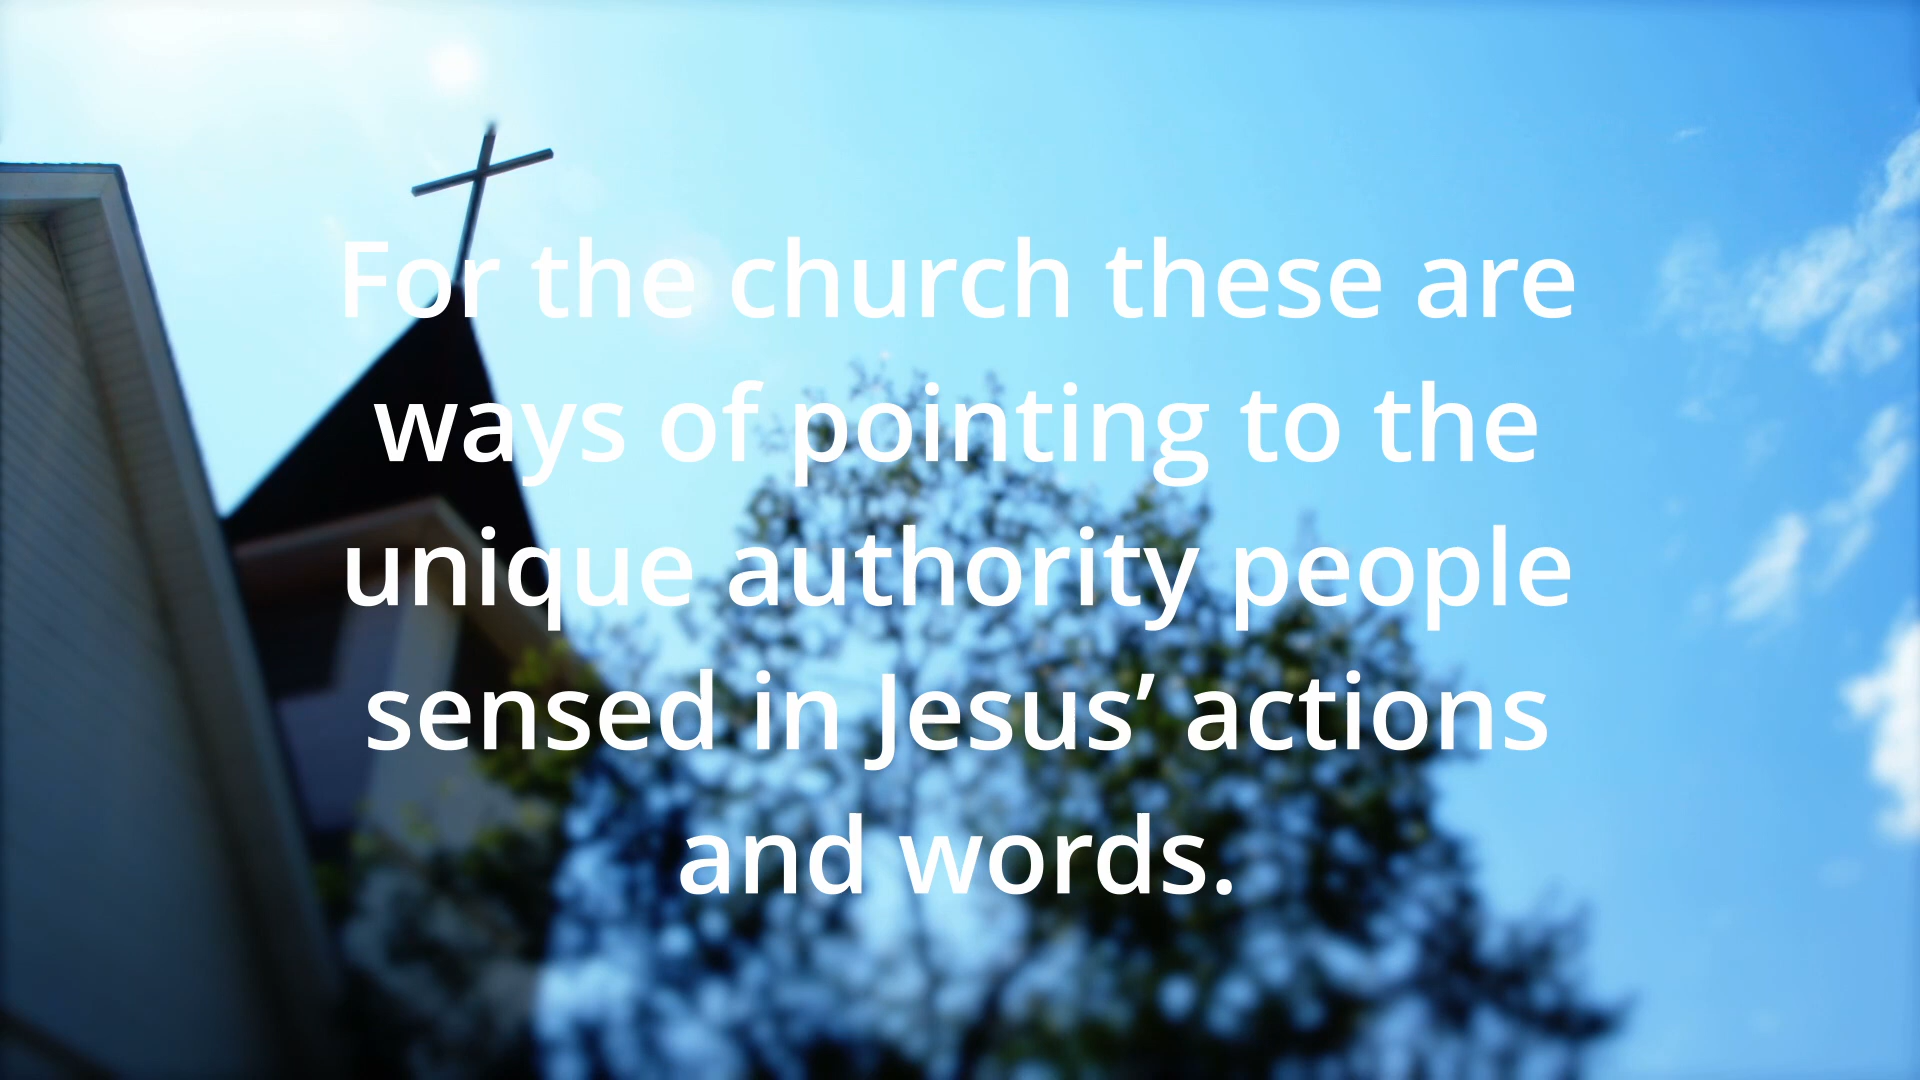 For the church these are
ways of pointing to the
unique authority people
sensed in Jesus’ actions
and words.